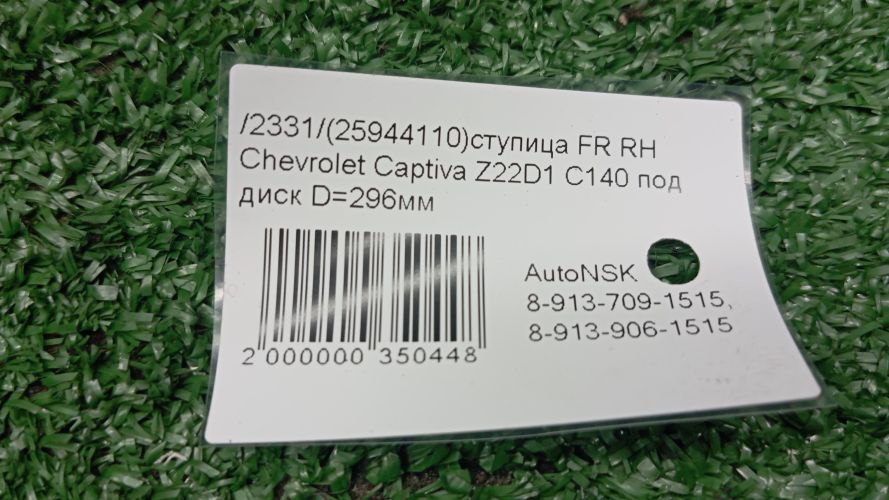 /2331/(25944110)ступица FR RH
Chevrolet Captiva Z22D1 C140 под
диск D=296мм
AutoNSK
8-913-709-1515,
8-913-906-1515
2 000000 350448